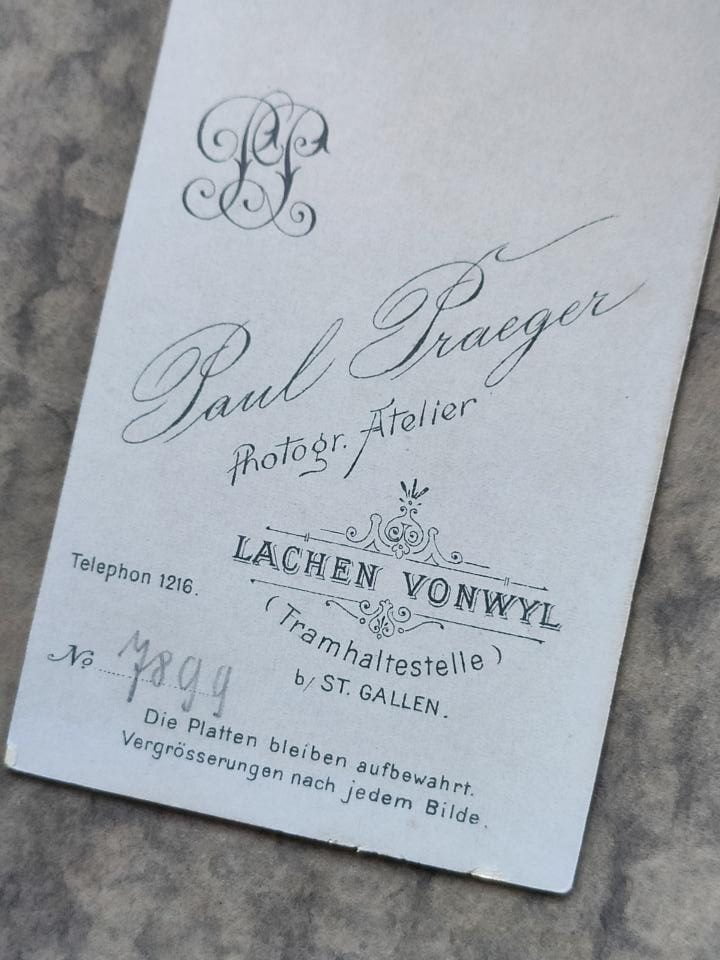 PP
Paul Praeger
Photogr. Atelier
LACHEN VONWYL
Telephon 1216.
(Tramhaltestelle)
b/ ST. GALLEN.
No 7899
Die Platten bleiben aufbewahrt.
Vergrösserungen nach jedem Bilde.